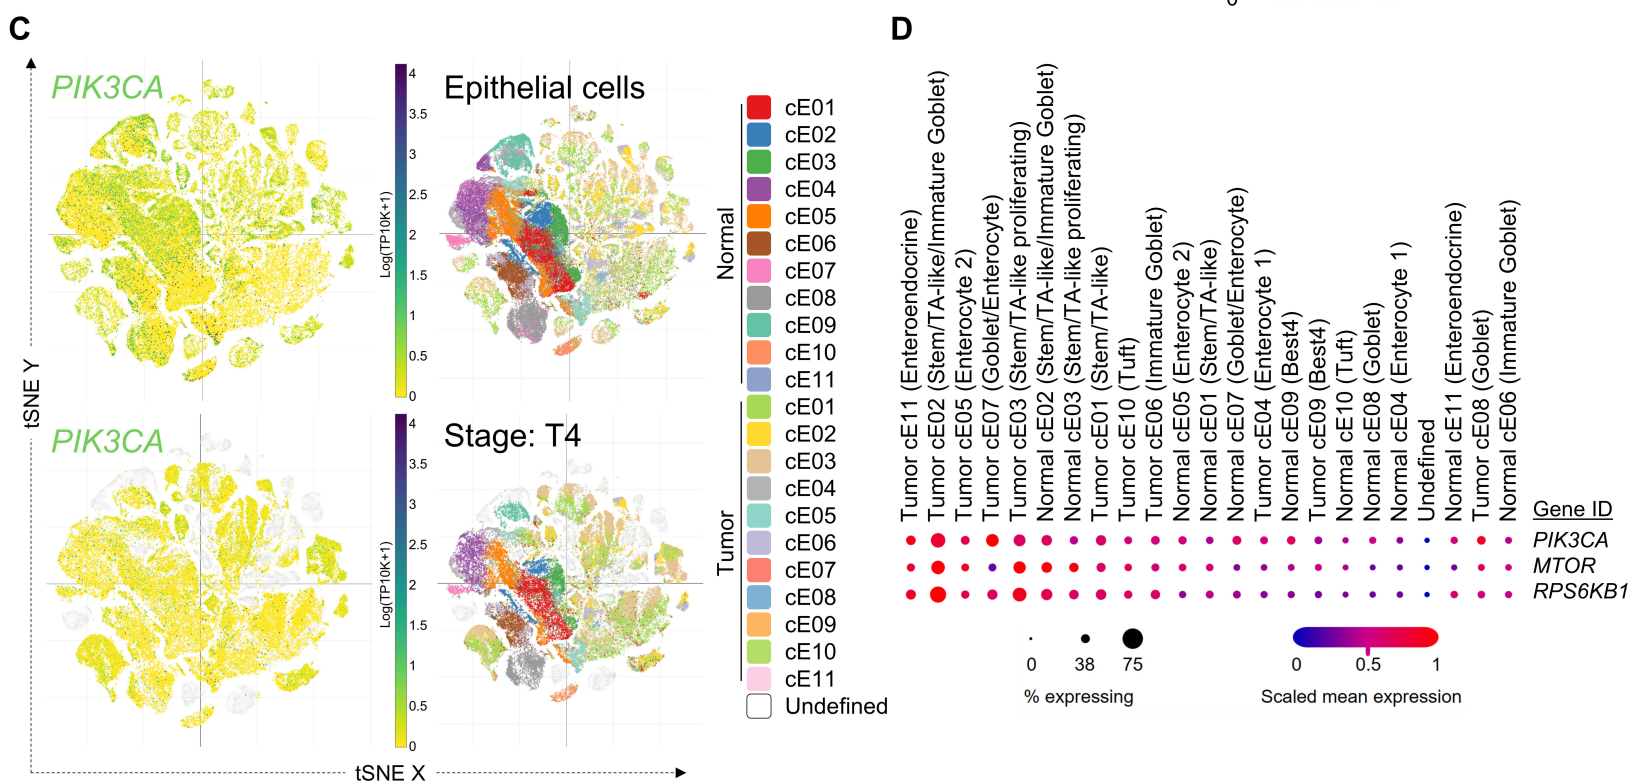 C
PIK3CA
4
3.5
3
2.5
2
1.5
1
0.5
0
Log(TP10K+1)
Epithelial cells
PIK3CA
4
3.5
3
2.5
2
1.5
1
0.5
0
Log(TP10K+1)
Stage: T4
tSNE Y
tSNE X
Normal
cE01
cE02
cE03
cE04
cE05
cE06
cE07
cE08
cE09
cE10
cE11
Tumor
cE01
cE02
cE03
cE04
cE05
cE06
cE07
cE08
cE09
cE10
cE11
Undefined
0
D
Tumor cE11 (Enteroendocrine)
Tumor cE02 (Stem/TA-like/Immature Goblet)
Tumor cE05 (Enterocyte 2)
Tumor cE07 (Goblet/Enterocyte)
Tumor cE03 (Stem/TA-like proliferating)
Normal cE02 (Stem/TA-like/Immature Goblet)
Normal cE03 (Stem/TA-like proliferating)
Tumor cE01 (Stem/TA-like)
Tumor cE10 (Tuft)
Tumor cE06 (Immature Goblet)
Normal cE05 (Enterocyte 2)
Normal cE01 (Stem/TA-like)
Normal cE07 (Goblet/Enterocyte)
Tumor cE04 (Enterocyte 1)
Normal cE09 (Best4)
Tumor cE09 (Best4)
Normal cE10 (Tuft)
Normal cE08 (Goblet)
Normal cE04 (Enterocyte 1)
Undefined
Normal cE11 (Enteroendocrine)
Tumor cE08 (Goblet)
Normal cE06 (Immature Goblet)
Gene ID
PIK3CA
MTOR
RPS6KB1
0 38 75
% expressing
0 0.5 1
Scaled mean expression